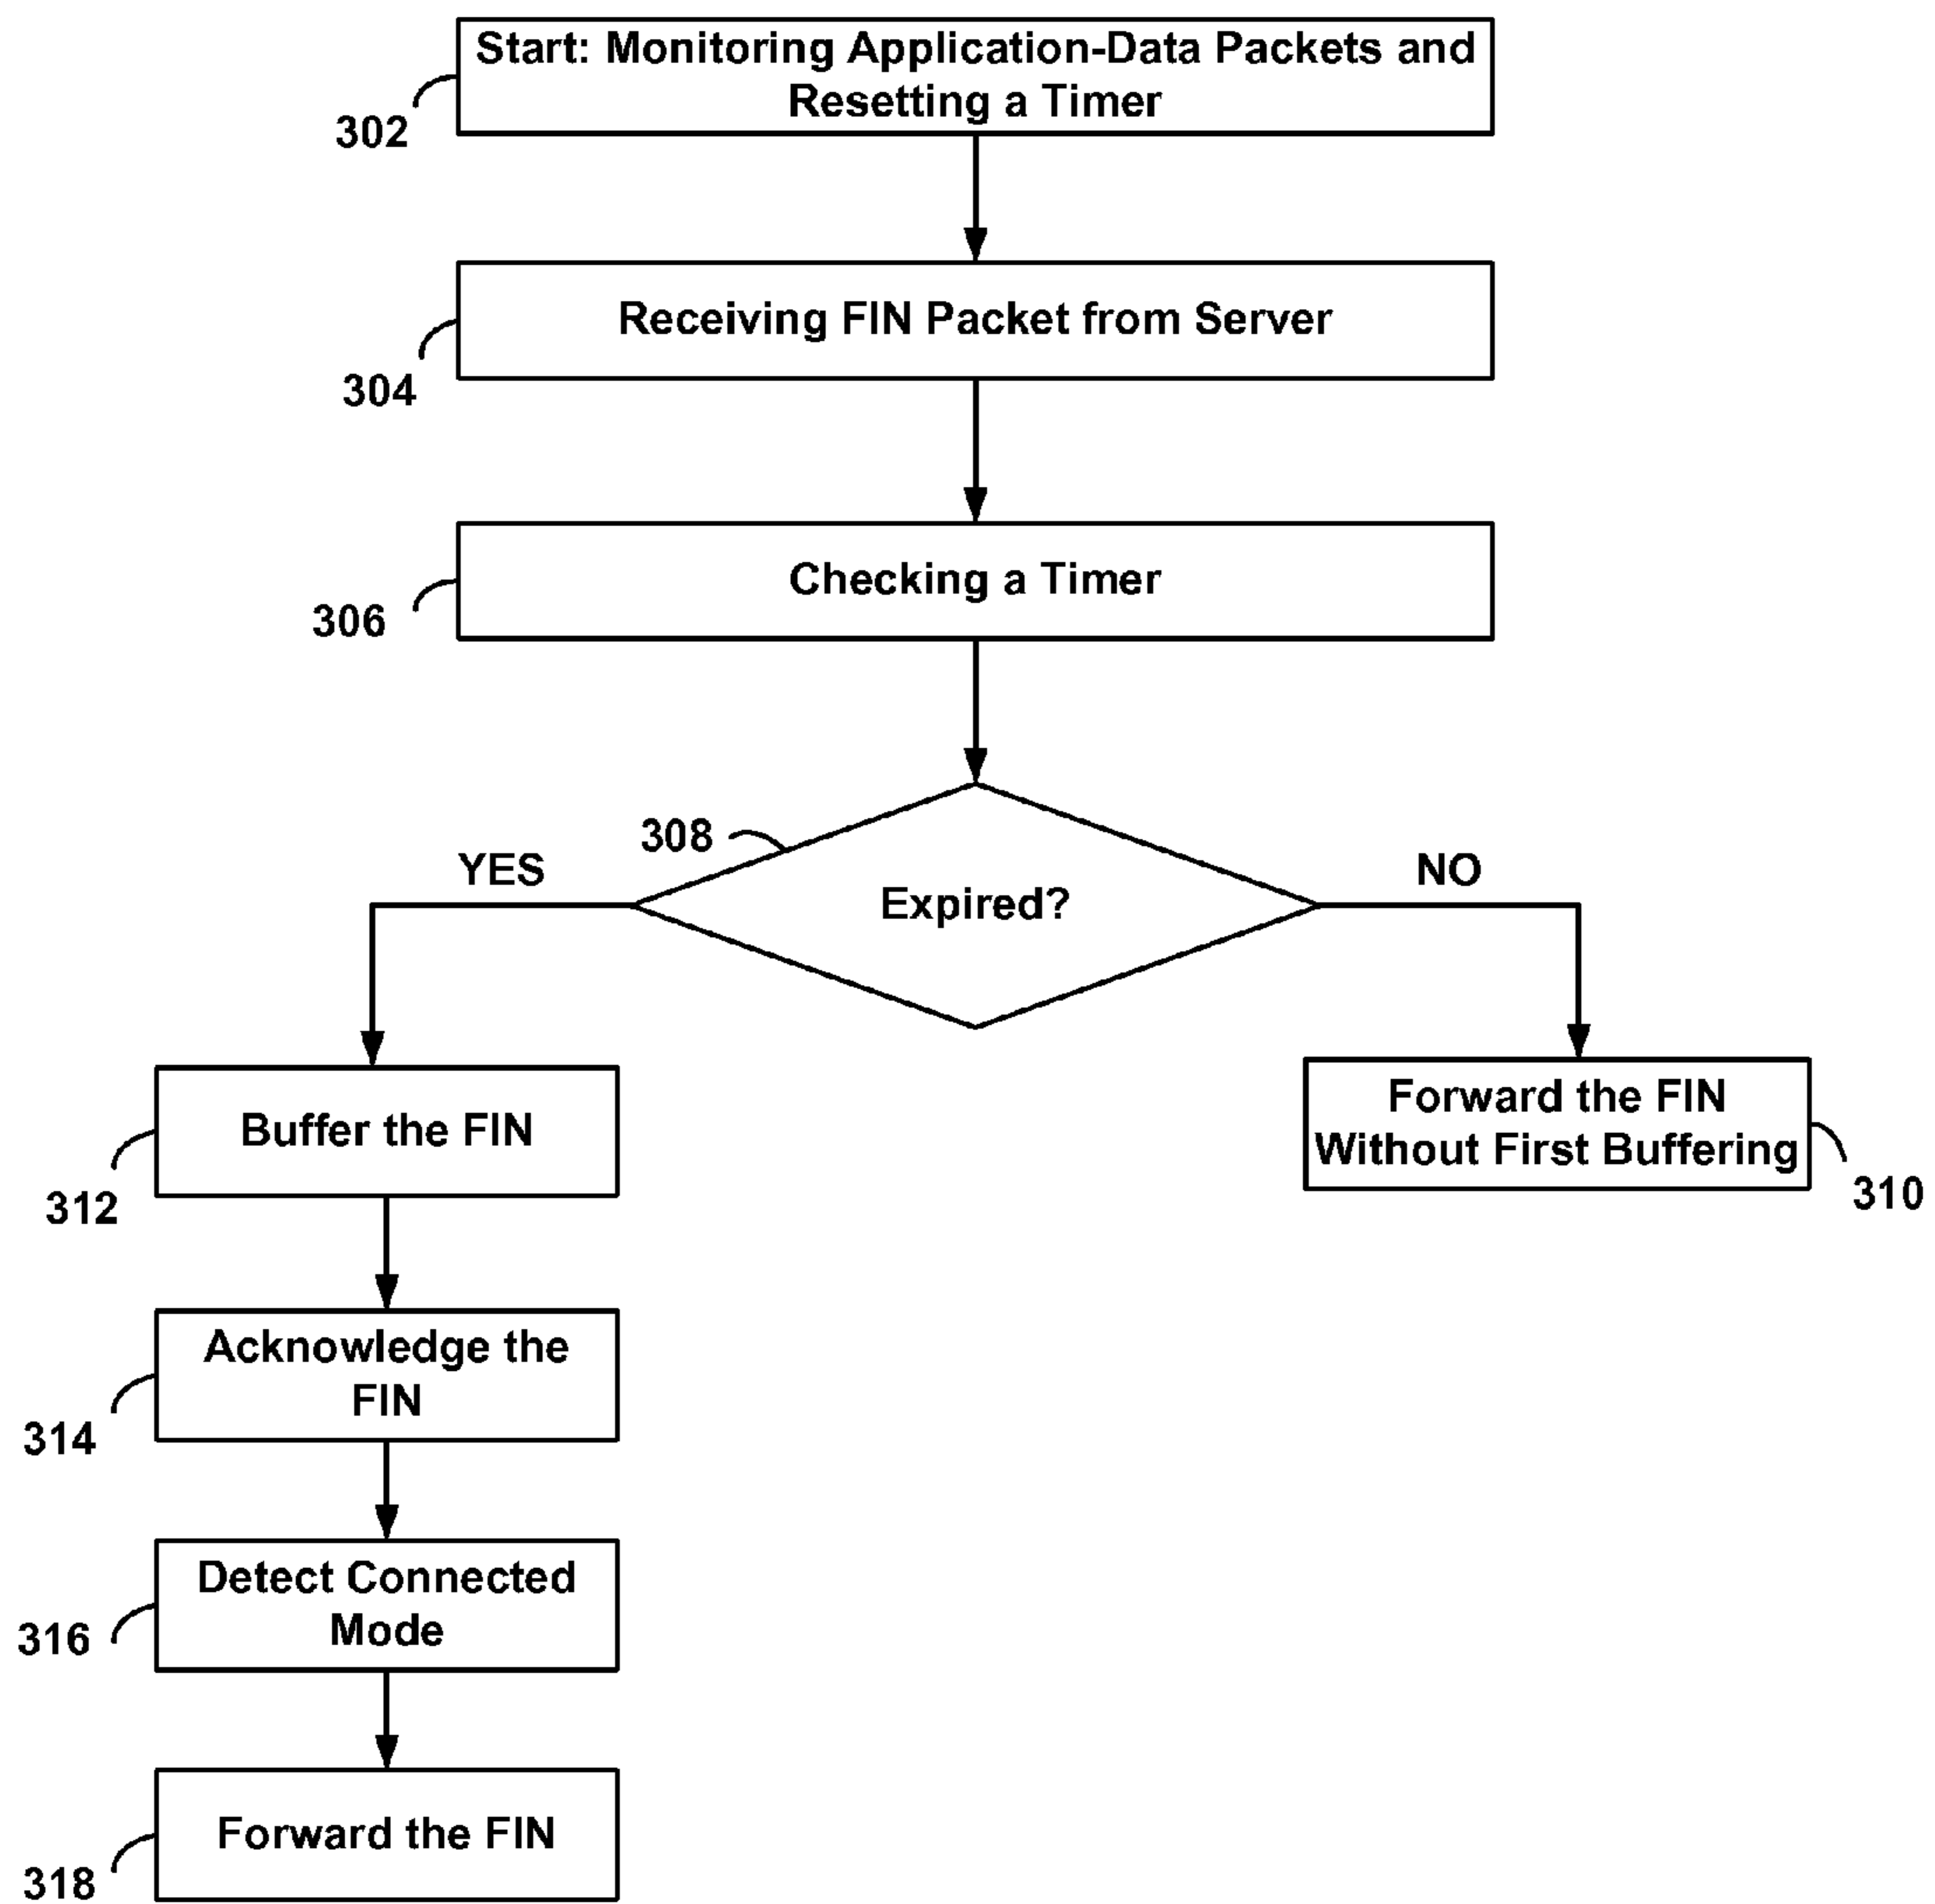 Start: Monitoring Application-Data Packets and
Resetting a Timer
302
Receiving FIN Packet from Server
304
Checking a Timer
306
308
YES
NO
Expired?
Buffer the FIN
312
Forward the FIN
Without First Buffering
310
Acknowledge the
FIN
314
Detect Connected
Mode
316
Forward the FIN
318